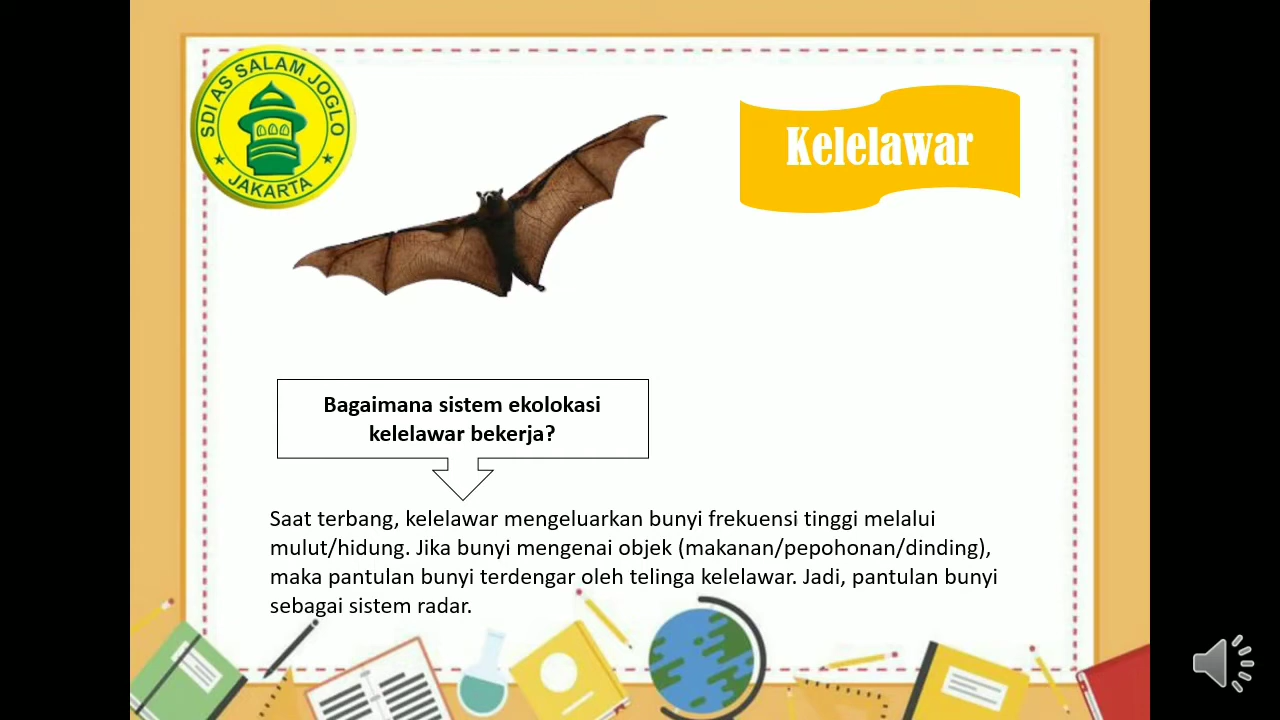 SDI AS SALAM JOGLO
JAKARTA
Kelelawar
Bagaimana sistem ekolokasi
kelelawar bekerja?
Saat terbang, kelelawar mengeluarkan bunyi frekuensi tinggi melalui
mulut/hidung. Jika bunyi mengenai objek (makanan/pepohonan/dinding),
maka pantulan bunyi terdengar oleh telinga kelelawar. Jadi, pantulan bunyi
sebagai sistem radar.